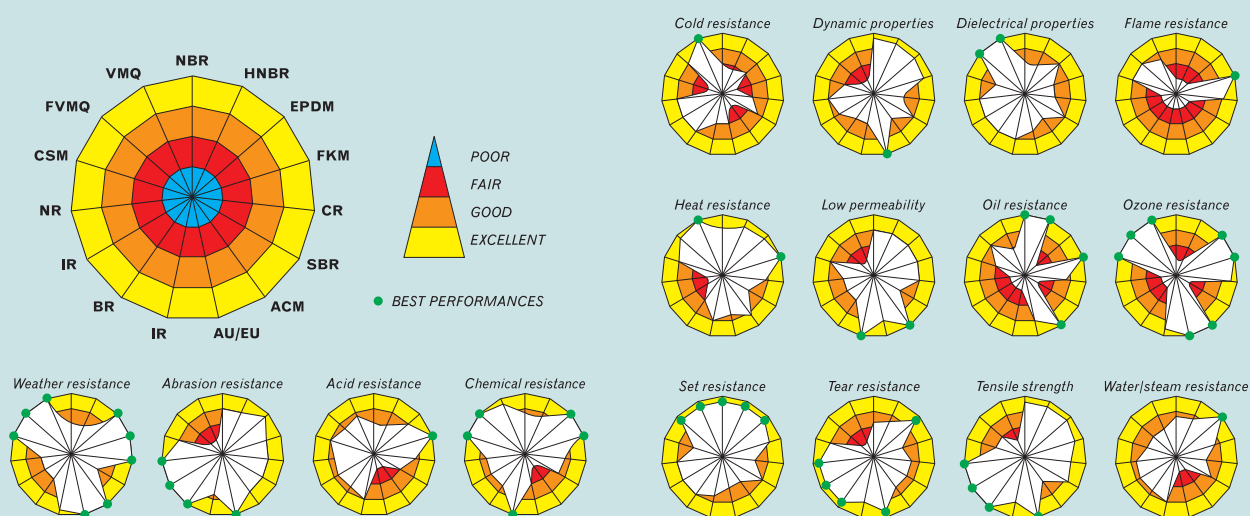 NBR
HNBR
EPDM
FKM
CR
SBR
ACM
AU/EU
IR
BR
IR
NR
CSM
FVMQ
VMQ
POOR
FAIR
GOOD
EXCELLENT
BEST PERFORMANCES
Cold resistance
Dynamic properties
Dielectrical properties
Flame resistance
Heat resistance
Low permeability
Oil resistance
Ozone resistance
Weather resistance
Abrasion resistance
Acid resistance
Chemical resistance
Set resistance
Tear resistance
Tensile strength
Water|steam resistance